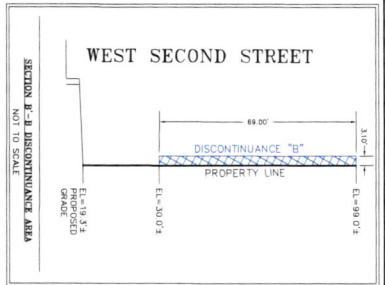 WEST SECOND STREET
69.00'
3.10'
DISCONTINUANCE "B"
PROPERTY LINE
EL=19.3'±
PROPOSED
GRADE
EL=30.0'±
EL=99.0'±
SECTION B'-B DISCONTINUANCE AREA
NOT TO SCALE